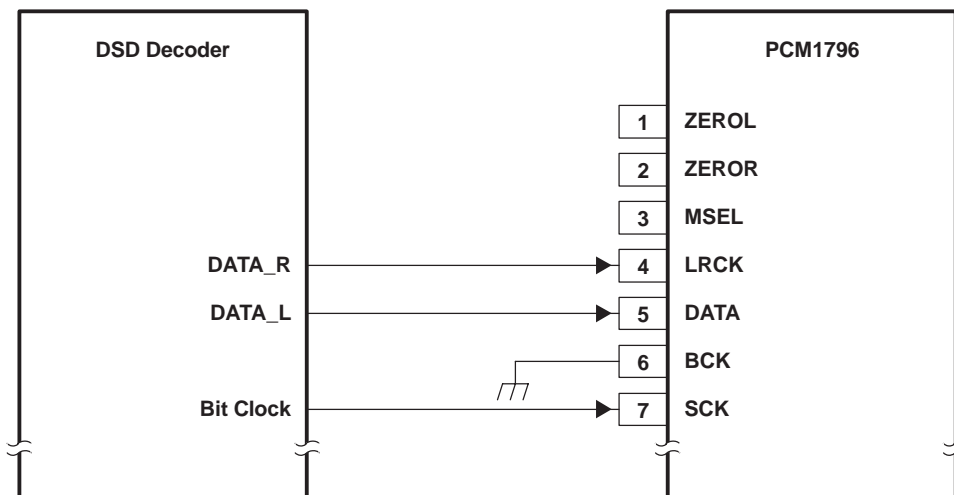 DSD Decoder
PCM1796
1 ZEROL
2 ZEROR
3 MSEL
DATA_R 4 LRCK
DATA_L 5 DATA
6 BCK
Bit Clock 7 SCK